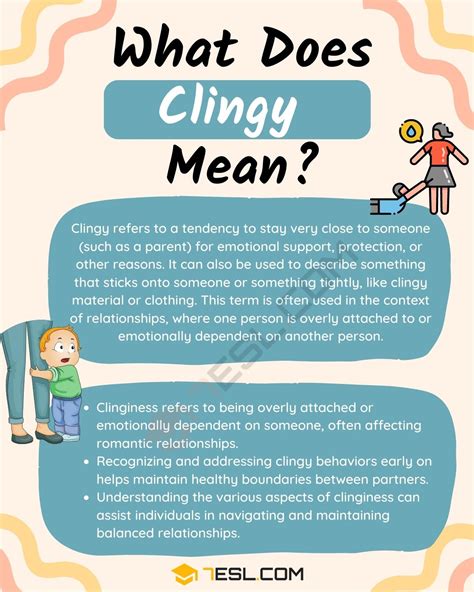 What Does
Clingy
Mean?
Clingy refers to a tendency to stay very close to someone
(such as a parent) for emotional support, protection, or
other reasons. It can also be used to describe something
that sticks onto someone or something tightly, like clingy
material or clothing. This term is often used in the context
of relationships, where one person is overly attached to or
emotionally dependent on another person.
• Clinginess refers to being overly attached or
emotionally dependent on someone, often affecting
romantic relationships.
• Recognizing and addressing clingy behaviors early on
helps maintain healthy boundaries between partners.
• Understanding the various aspects of clinginess can
assist individuals in navigating and maintaining
balanced relationships.
7ESL.COM
7ESL.COM